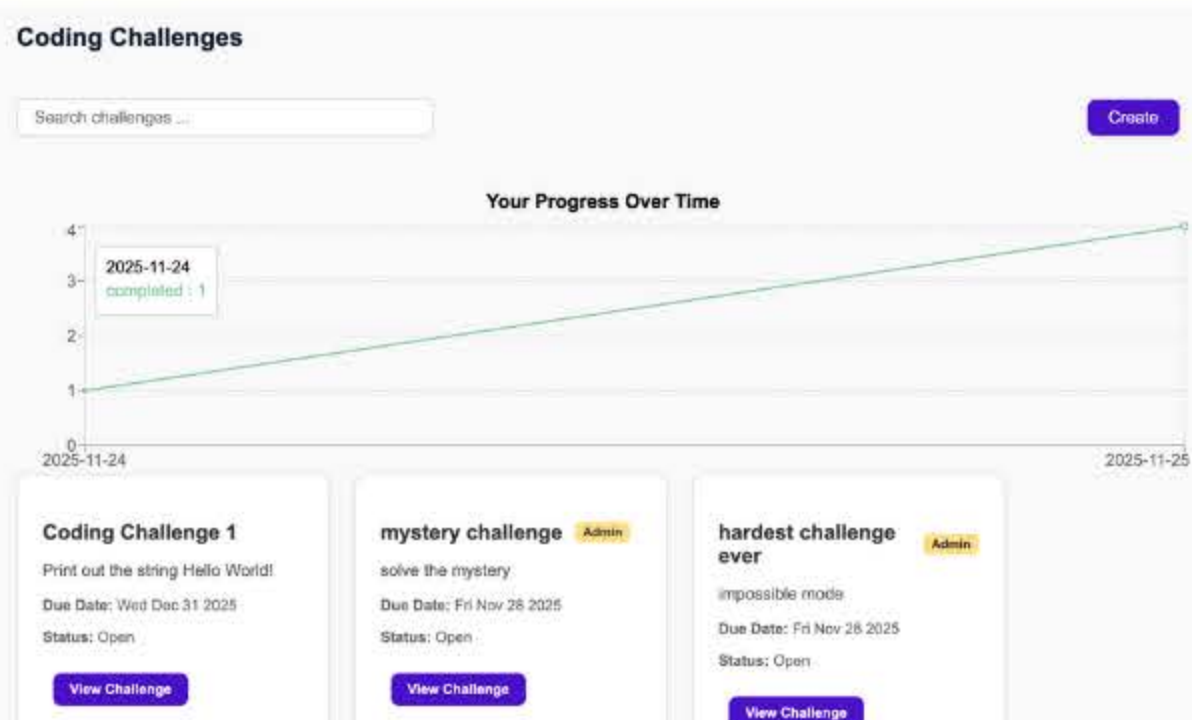 Coding Challenges
Search challenges ...
Create
Your Progress Over Time
4
3
2
1
0
2025-11-24
completed : 1
2025-11-24
2025-11-25
Coding Challenge 1
Print out the string Hello World!
Due Date: Wed Dec 31 2025
Status: Open
View Challenge
mystery challenge Admin
solve the mystery
Due Date: Fri Nov 28 2025
Status: Open
View Challenge
hardest challenge
ever
Admin
impossible mode
Due Date: Fri Nov 28 2025
Status: Open
View Challenge